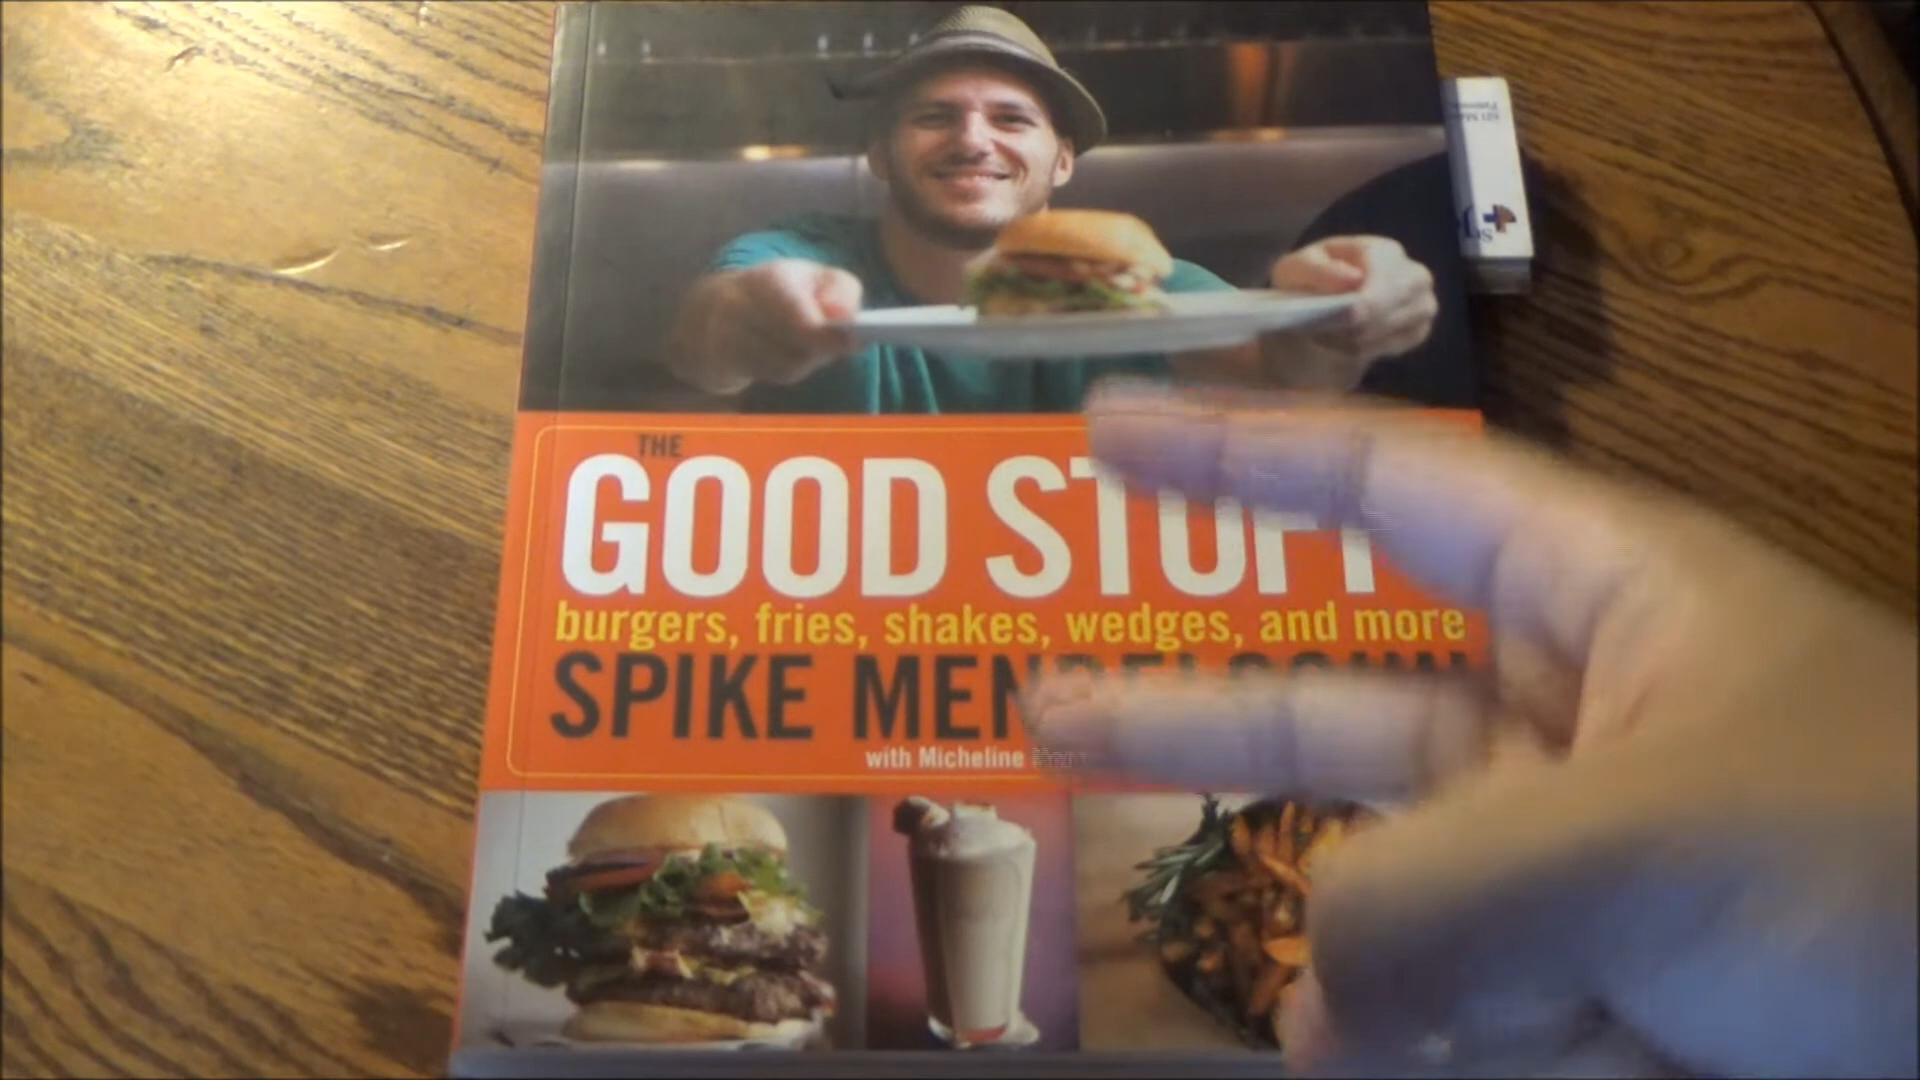 THE
GOOD STUFF
burgers, fries, shakes, wedges, and more
SPIKE MENDELSOHN
with Micheline